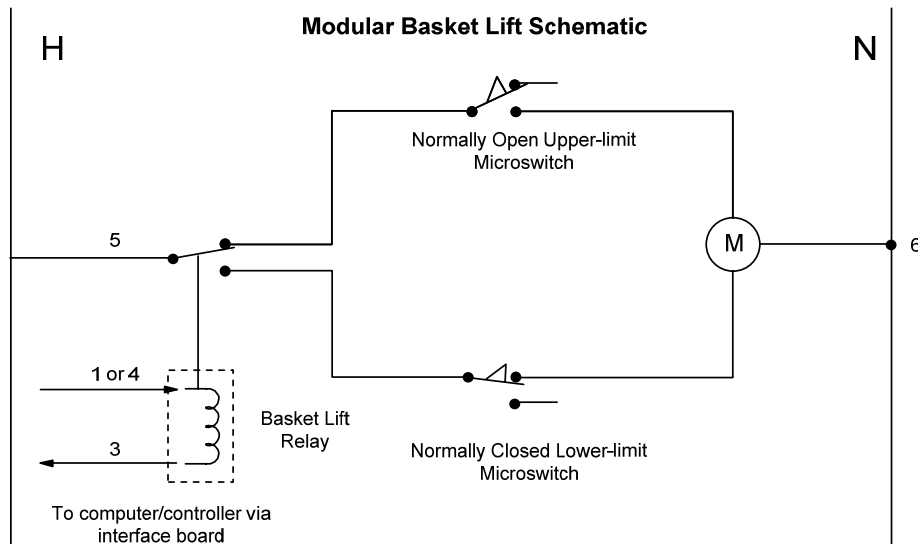 Modular Basket Lift Schematic
H
N
Normally Open Upper-limit
Microswitch
5
M
6
1 or 4
Basket Lift
Relay
3
Normally Closed Lower-limit
Microswitch
To computer/controller via
interface board